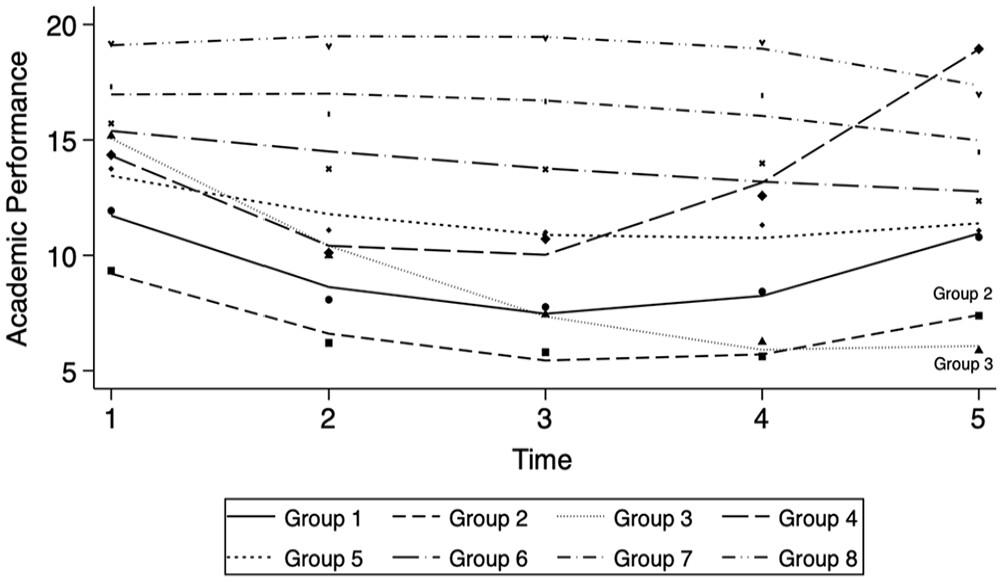 20
15
10
5
Academic Performance
Group 2
Group 3
1 2 3 4 5
Time
Group 1 Group 2 Group 3 Group 4
Group 5 Group 6 Group 7 Group 8